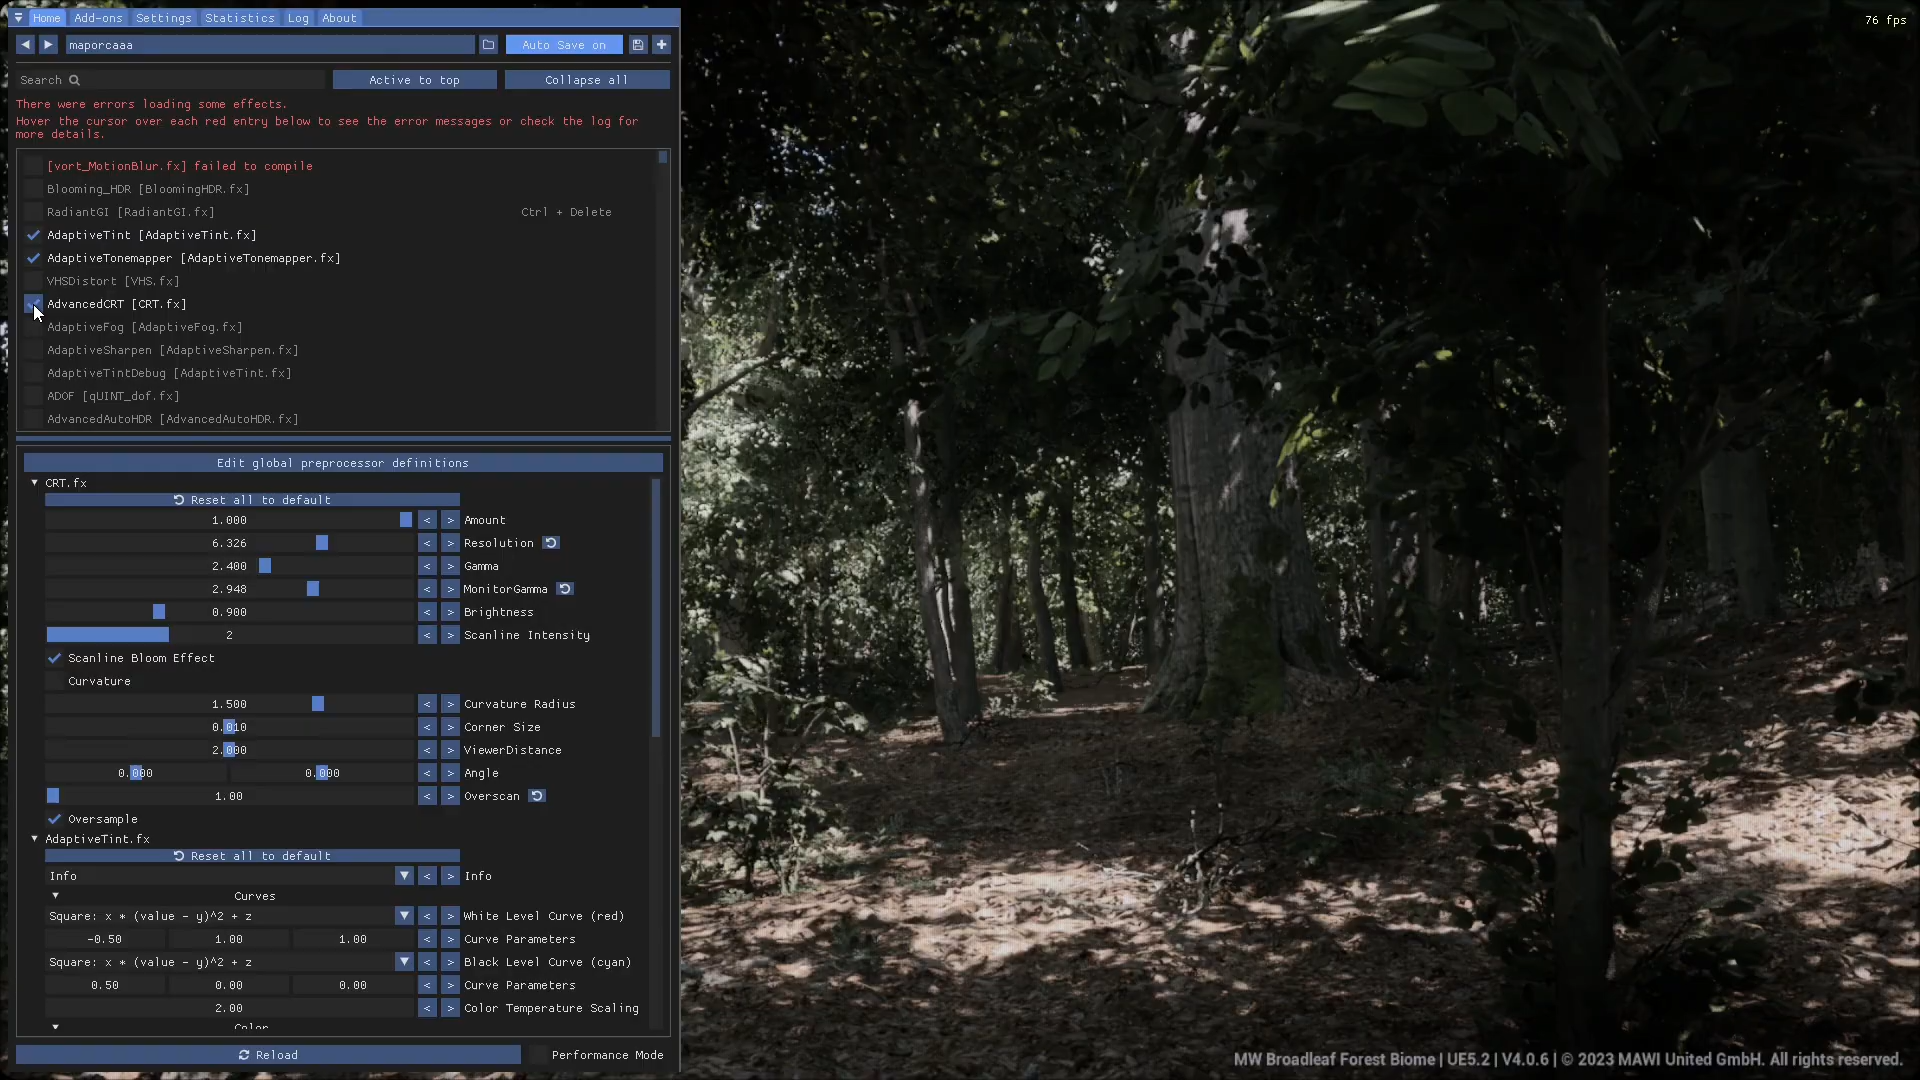 Home Add-ons Settings Statistics Log About
76 fps
maporcaaa Auto Save on
Search Active to top Collapse all
There were errors loading some effects.
Hover the cursor over each red entry below to see the error messages or check the log for
more details.
[vort_MotionBlur.fx] failed to compile
Blooming_HDR [BloomingHDR.fx]
RadiantGI [RadiantGI.fx] Ctrl + Delete
AdaptiveTint [AdaptiveTint.fx]
AdaptiveTonemapper [AdaptiveTonemapper.fx]
VHSDistort [VHS.fx]
AdvancedCRT [CRT.fx]
AdaptiveFog [AdaptiveFog.fx]
AdaptiveSharpen [AdaptiveSharpen.fx]
AdaptiveTintDebug [AdaptiveTint.fx]
ADOF [qUINT_dof.fx]
AdvancedAutoHDR [AdvancedAutoHDR.fx]
Edit global preprocessor definitions
CRT.fx
Reset all to default
1.000 < > Amount
6.326 < > Resolution
2.400 < > Gamma
2.948 < > MonitorGamma
0.900 < > Brightness
2 < > Scanline Intensity
Scanline Bloom Effect
Curvature
1.500 < > Curvature Radius
0.010 < > Corner Size
2.000 < > ViewerDistance
0.000 0.000 < > Angle
1.00 < > Overscan
Oversample
AdaptiveTint.fx
Reset all to default
Info < > Info
Curves
Square: x * (value - y)^2 + z < > White Level Curve (red)
-0.50 1.00 1.00 < > Curve Parameters
Square: x * (value - y)^2 + z < > Black Level Curve (cyan)
0.50 0.00 0.00 < > Curve Parameters
2.00 < > Color Temperature Scaling
Color
Reload Performance Mode
MW Broadleaf Forest Biome | UE5.2 | V4.0.6 | © 2023 MAWI United GmbH. All rights reserved.